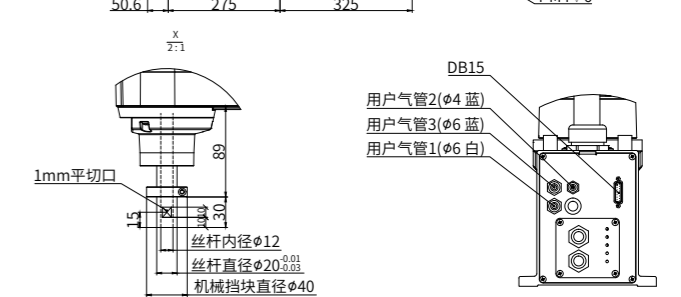 50.6
275
325
X
2:1
DB15
用户气管2(φ4 蓝)
用户气管3(φ6 蓝)
用户气管1(φ6 白)
89
1mm平切口
15
10
10
30
丝杆内径φ12
丝杆直径φ20-0.01 -0.03
机械挡块直径φ40